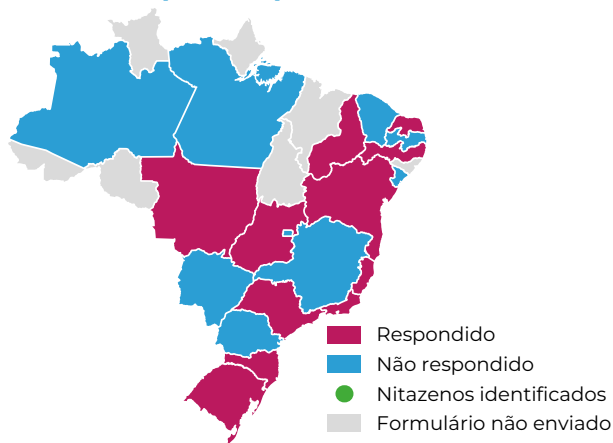 Respondido
Não respondido
Nitazenos identificados
Formulário não enviado